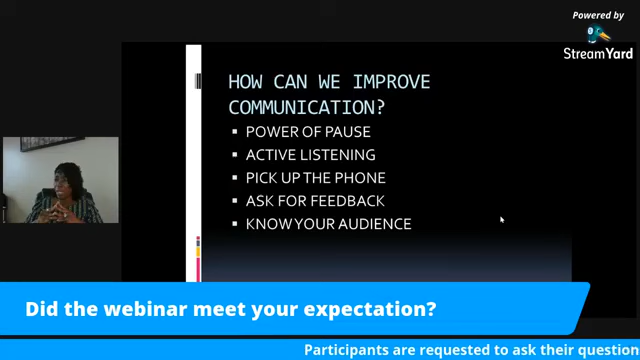 Powered by
StreamYard
HOW CAN WE IMPROVE
COMMUNICATION?
▪ POWER OF PAUSE
▪ ACTIVE LISTENING
▪ PICK UP THE PHONE
▪ ASK FOR FEEDBACK
▪ KNOW YOUR AUDIENCE
Did the webinar meet your expectation?
Participants are requested to ask their question